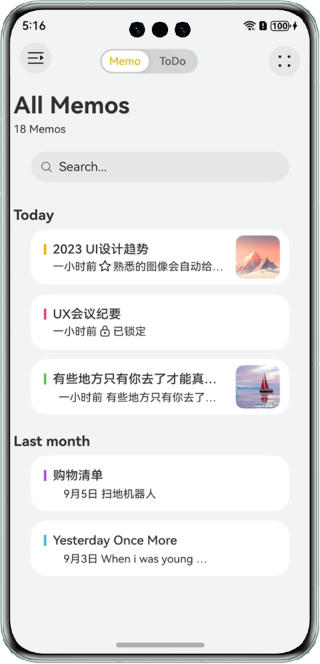 5:16
100
Memo ToDo
All Memos
18 Memos
Search...
Today
2023 UI设计趋势
一小时前 熟悉的图像会自动给...
UX会议纪要
一小时前 已锁定
有些地方只有你去了才能真...
一小时前 有些地方只有你去了...
Last month
购物清单
9月5日 扫地机器人
Yesterday Once More
9月3日 When i was young ...